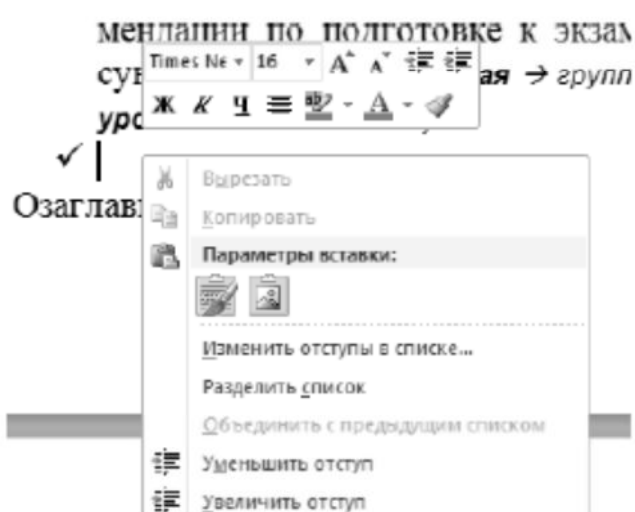 мендации по подготовке к экзам
сун
Times Ne 16
ая → групп
Ж К Ч
уро
Озаглав
Вырезать
Копировать
Параметры вставки:
Изменить отступы в списке...
Разделить список
Объединить с предыдущим списком
Уменьшить отступ
Увеличить отступ